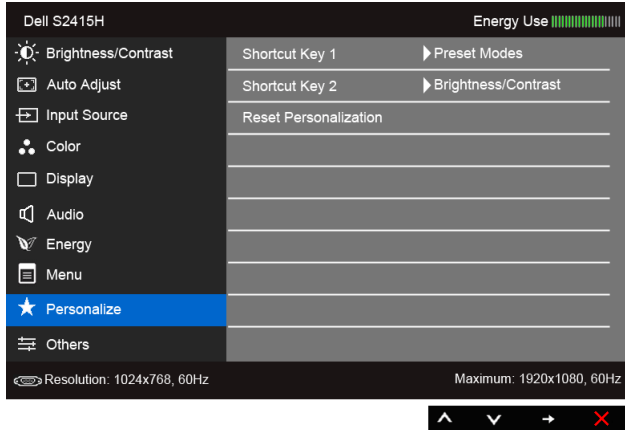 Dell S2415H Energy Use
Brightness/Contrast Shortcut Key 1 Preset Modes
Auto Adjust Shortcut Key 2 Brightness/Contrast
Input Source Reset Personalization
Color
Display
Audio
Energy
Menu
Personalize
Others
Resolution: 1024x768, 60Hz Maximum: 1920x1080, 60Hz